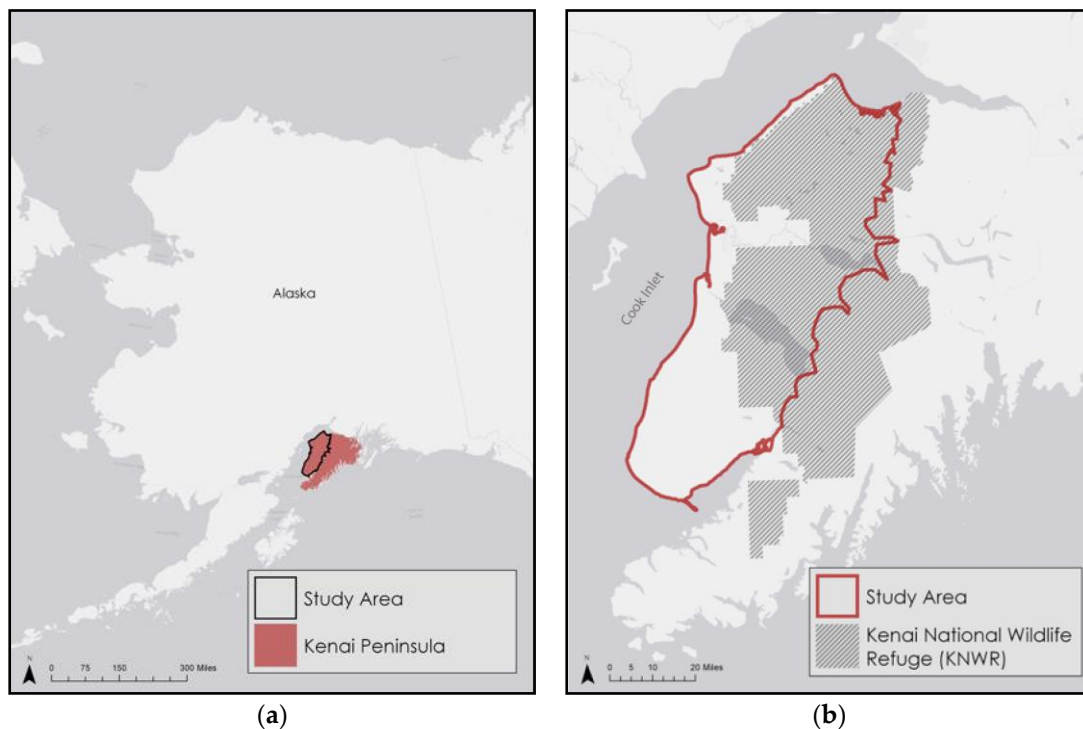 Alaska
Study Area
Kenai Peninsula
N
0 75 150 300 Miles
(a)
Cook Inlet
Study Area
Kenai National Wildlife
Refuge (KNWR)
N
0 5 10 20 Miles
(b)